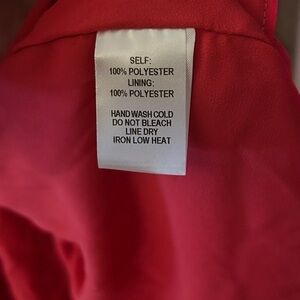 SELF:
100% POLYESTER
LINING:
100% POLYESTER
HAND WASH COLD
DO NOT BLEACH
LINE DRY
IRON LOW HEAT